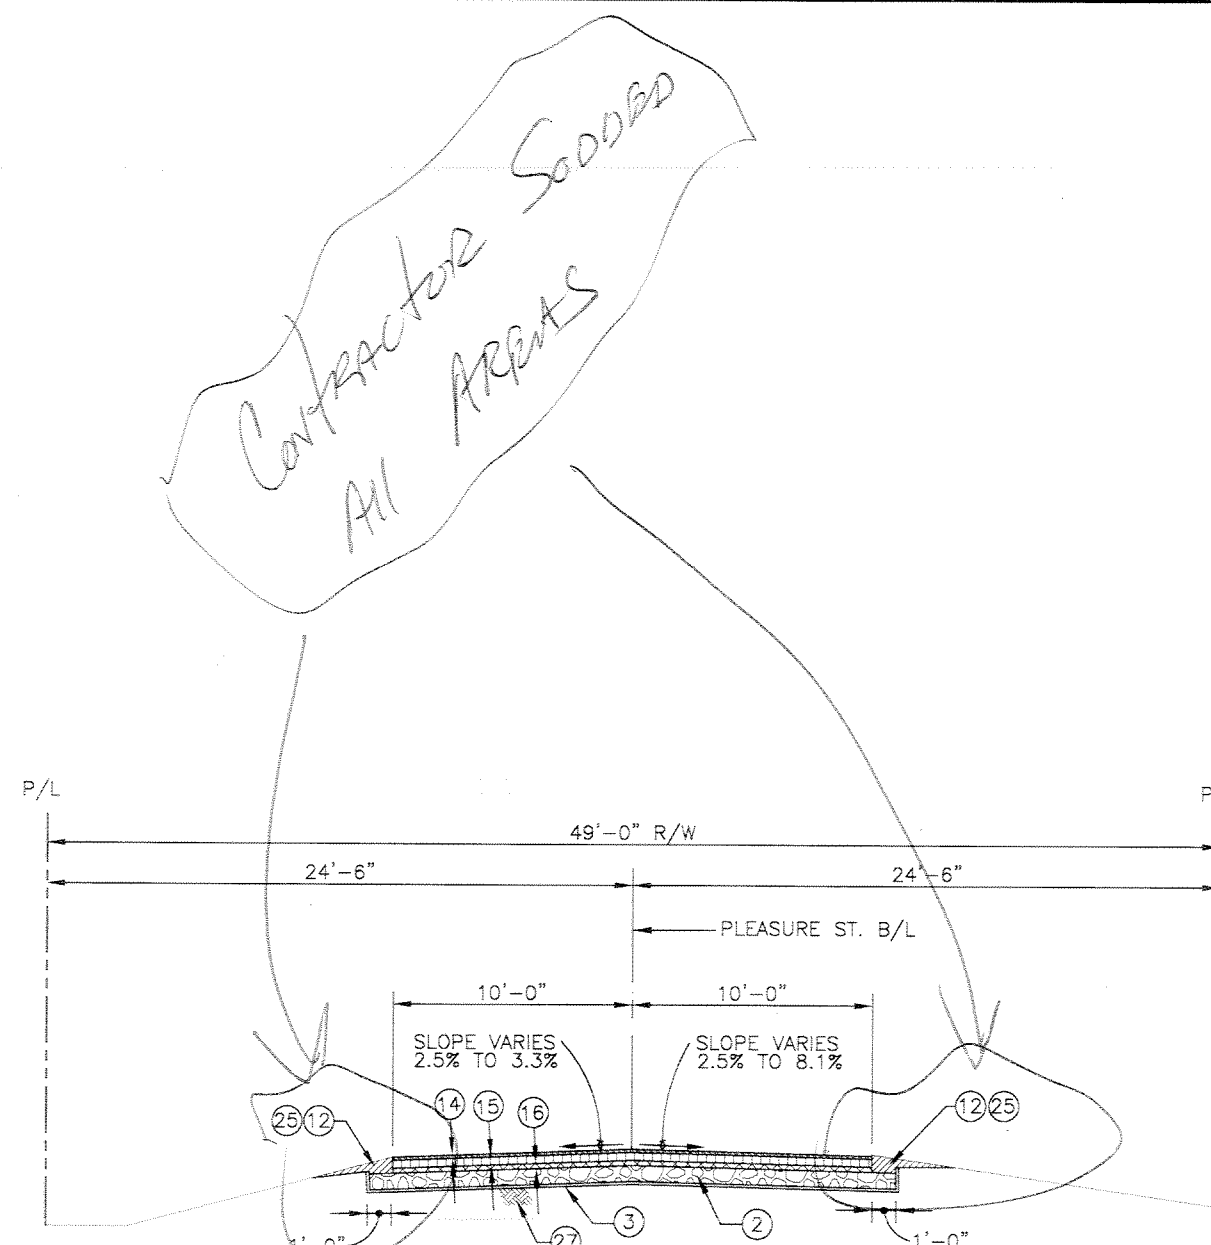 Contractor Sodded
All Areas
P/L
P
49'-0" R/W
24'-6"
24'-6"
PLEASURE ST. B/L
10'-0"
10'-0"
SLOPE VARIES
2.5% TO 3.3%
SLOPE VARIES
2.5% TO 8.1%
25 12
14
15
16
12 25
3
2
27
1'-0"
1'-0"